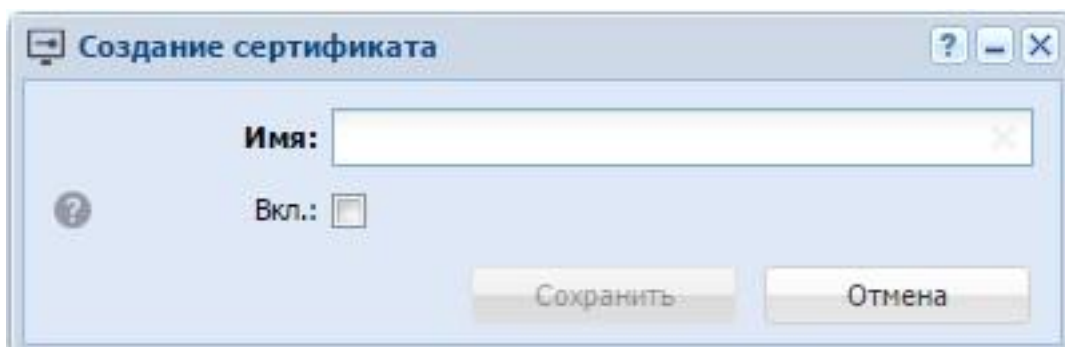 Создание сертификата
Имя:
Вкл.:
Сохранить Отмена